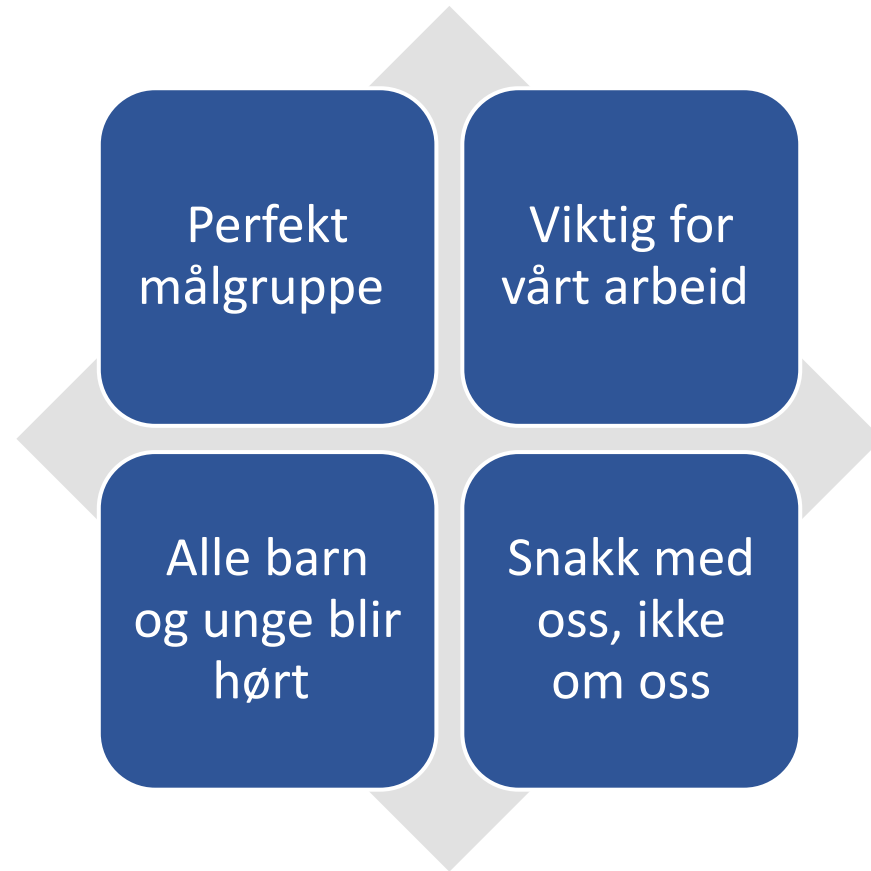 Perfekt
målgruppe
Viktig for
vårt arbeid
Alle barn
og unge blir
hørt
Snakk med
oss, ikke
om oss